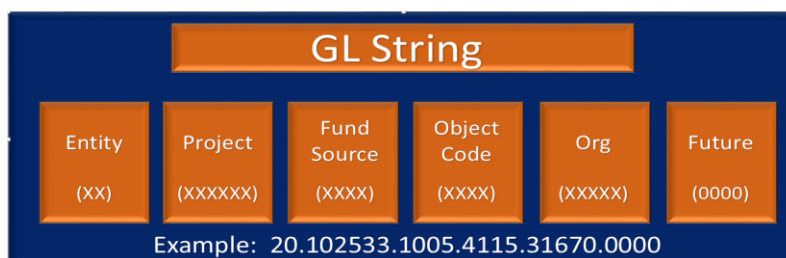 GL String
Entity
(XX)
Project
(XXXXXX)
Fund
Source
(XXXX)
Object
Code
(XXXX)
Org
(XXXXX)
Future
(0000)
Example: 20.102533.1005.4115.31670.0000